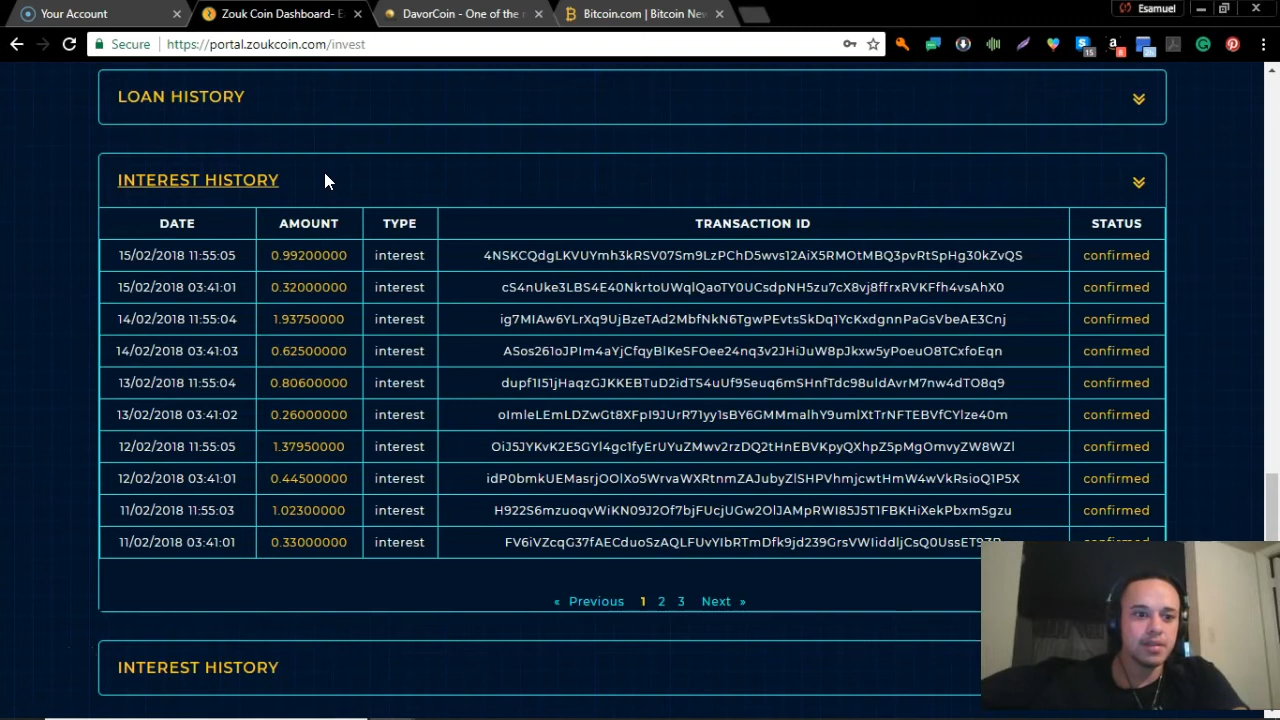 Your Account
Zouk Coin Dashboard- E
DavorCoin - One of the
Bitcoin.com | Bitcoin Ne
Esamuel
Secure
https://portal.zoukcoin.com/invest
15
8
LOAN HISTORY
INTEREST HISTORY
DATE AMOUNT TYPE TRANSACTION ID STATUS
15/02/2018 11:55:05 0.99200000 interest 4NSKCQdgLKVUYmh3kRSV07Sm9LzPChD5wvs12AiX5RMOtMBQ3pvRtSpHg30kZvQS confirmed
15/02/2018 03:41:01 0.32000000 interest cS4nUke3LBS4E40NkrtoUWqlQaoTY0UCsdpNH5zu7cX8vj8ffrxRVKFfh4vsAhX0 confirmed
14/02/2018 11:55:04 1.93750000 interest ig7MIAw6YLrXq9UjBzeTAd2MbfNkN6TgwPEvtsSkDq1YcKxdgnnPaGsVbeAE3Cnj confirmed
14/02/2018 03:41:03 0.62500000 interest ASos261oJPIm4aYjCfqyBlKeSFOee24nq3v2JHiJuW8pJkxw5yPoeuO8TCxfoEqn confirmed
13/02/2018 11:55:04 0.80600000 interest dupf1I51jHaqzGJKKEBTuD2idTS4uUf9Seuq6mSHnfTdc98uldAvrM7nw4dTO8q9 confirmed
13/02/2018 03:41:02 0.26000000 interest oImleLEmLDZwGt8XFpI9JUrR71yy1sBY6GMMmalhY9umlXtTrNFTEBVfCYlze40m confirmed
12/02/2018 11:55:05 1.37950000 interest OiJ5JYKvK2E5GYl4gc1fyErUYuZMwv2rzDQ2tHnEBVKpyQXhpZ5pMgOmvyZW8WZl confirmed
12/02/2018 03:41:01 0.44500000 interest idP0bmkUEMasrjOOlXo5WrvaWXRtnmZAJubyZlSHPVhmjcwtHmW4wVkRsioQ1P5X confirmed
11/02/2018 11:55:03 1.02300000 interest H922S6mzuoqvWiKN09J2Of7bjFUcjUGw2OlJAMpRWI85J5T1FBKHiXekPbxm5gzu confirmed
11/02/2018 03:41:01 0.33000000 interest
« Previous 1 2 3 Next »
INTEREST HISTORY